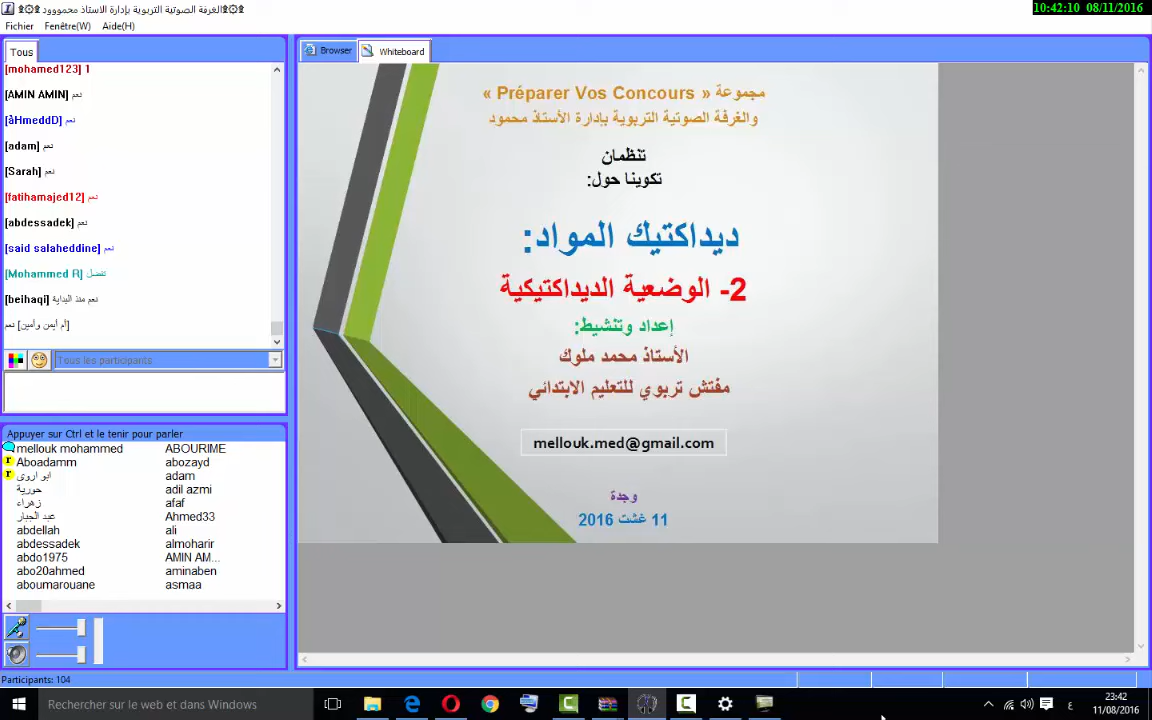 ۩۞۩الغرفة الصوتية التربوية بإدارة الاستاذ محموووود۩۞۩
10:42:10 08/11/2016
Fichier Fenêtre(W) Aide(H)
Tous
[mohamed123] 1
[AMIN AMIN] نعم
[àHmeddD] نعم
[adam] نعم
[Sarah] نعم
[fatihamajed12] نعم
[abdessadek] نعم
[said salaheddine] نعم
[Mohammed A] تفضل
[beihaqi] نعم منذ البداية
[أم أيمن وأمين] نعم
Tous les participants
Appuyer sur Ctrl et le tenir pour parler
mellouk mohammed ABOURIME
Aboadamm abozayd
ابو اروى adam
حورية adil azmi
زهراء afaf
عبد الجبار Ahmed33
abdellah ali
abdessadek almoharir
abdo1975 AMIN AM...
abo20ahmed aminaben
aboumarouane asmaa
Participants: 104
Browser Whiteboard
مجموعة « Préparer Vos Concours »
والغرفة الصوتية التربوية بإدارة الأستاذ محمود
تنظمان
تكوينا حول:
ديداكتيك المواد:
2- الوضعية الديداكتيكية
إعداد وتنشيط:
الأستاذ محمد ملوك
مفتش تربوي للتعليم الابتدائي
mellouk.med@gmail.com
وجدة
11 غشت 2016
Rechercher sur le web et dans Windows
ع
23:42
11/08/2016